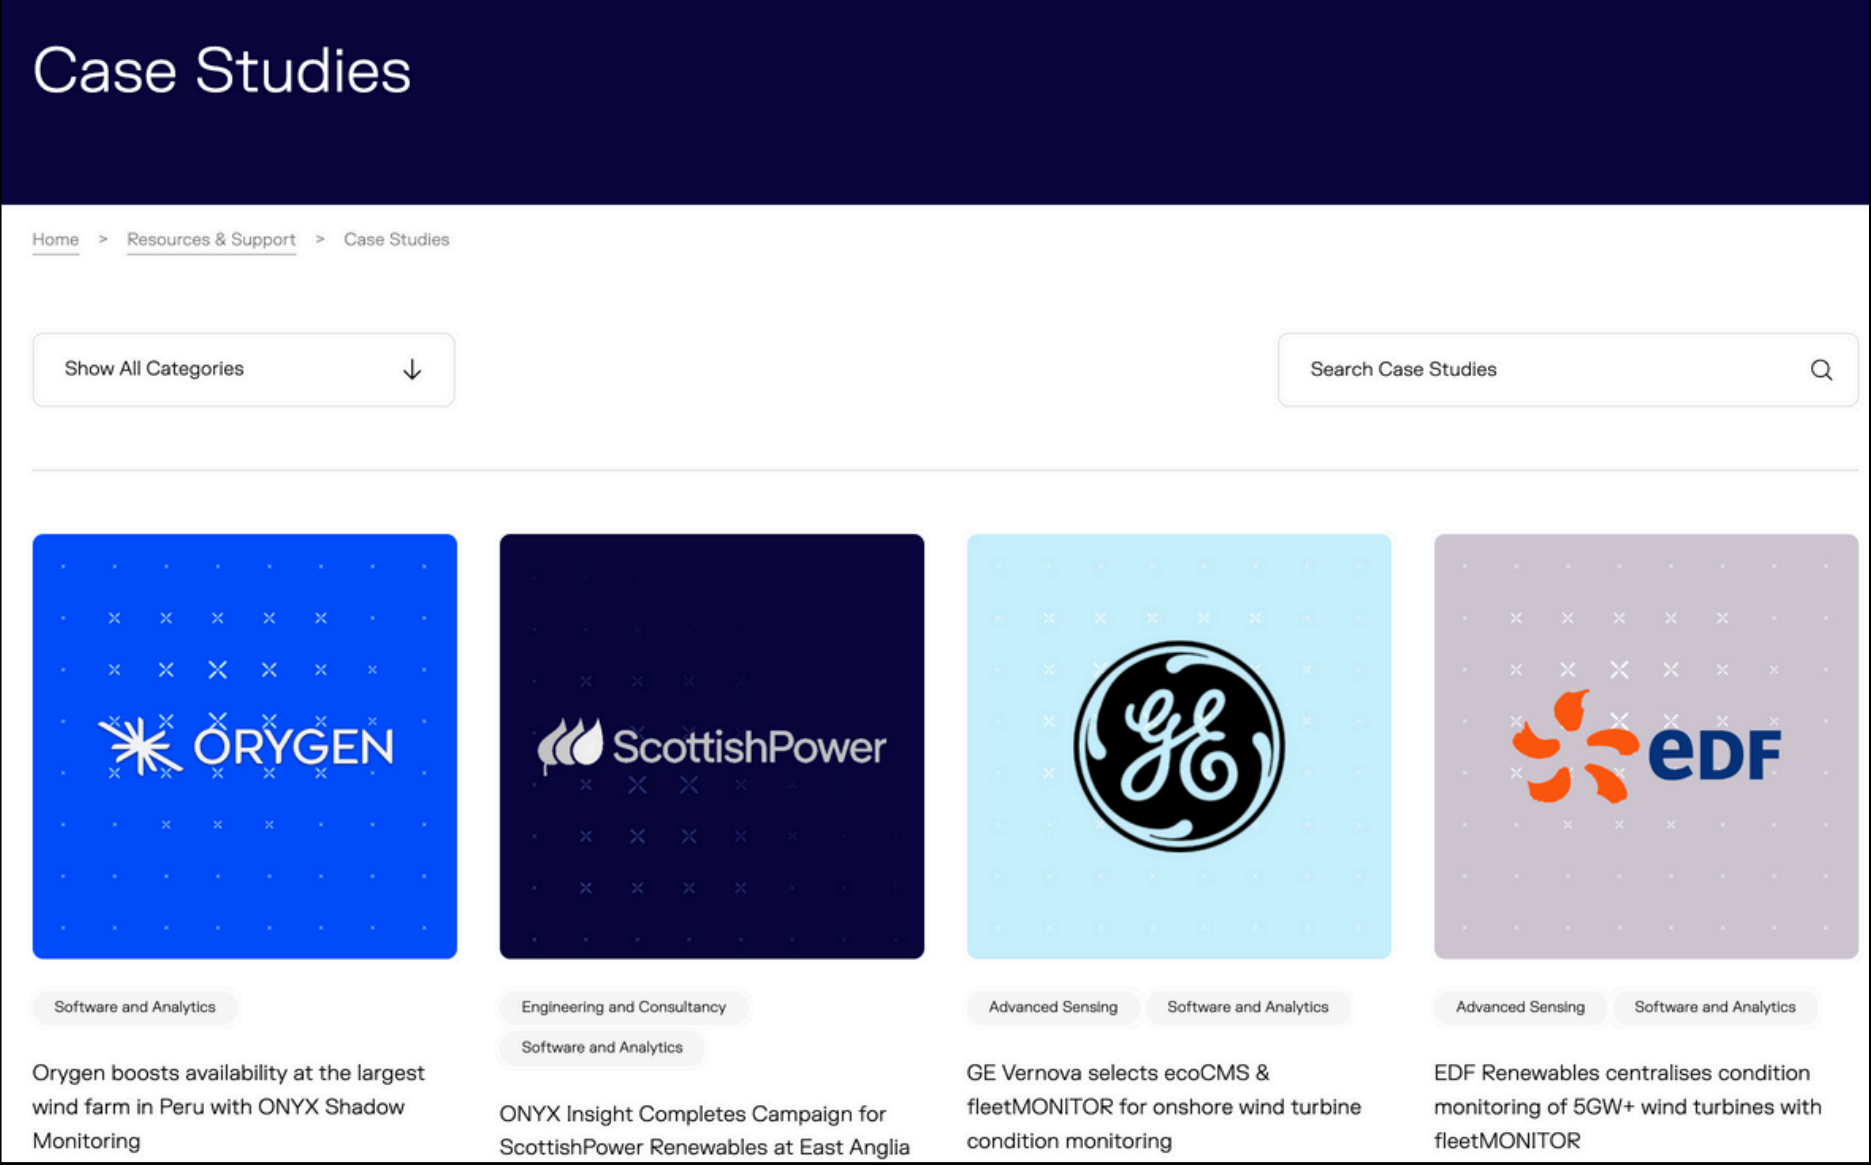 Case Studies
Home > Resources & Support > Case Studies
Show All Categories
Search Case Studies
ORYGEN
ScottishPower
GE
eDF
Software and Analytics
Orygen boosts availability at the largest
wind farm in Peru with ONYX Shadow
Monitoring
Engineering and Consultancy
Software and Analytics
ONYX Insight Completes Campaign for
ScottishPower Renewables at East Anglia
Advanced Sensing
Software and Analytics
GE Vernova selects ecoCMS &
fleetMONITOR for onshore wind turbine
condition monitoring
Advanced Sensing
Software and Analytics
EDF Renewables centralises condition
monitoring of 5GW+ wind turbines with
fleetMONITOR